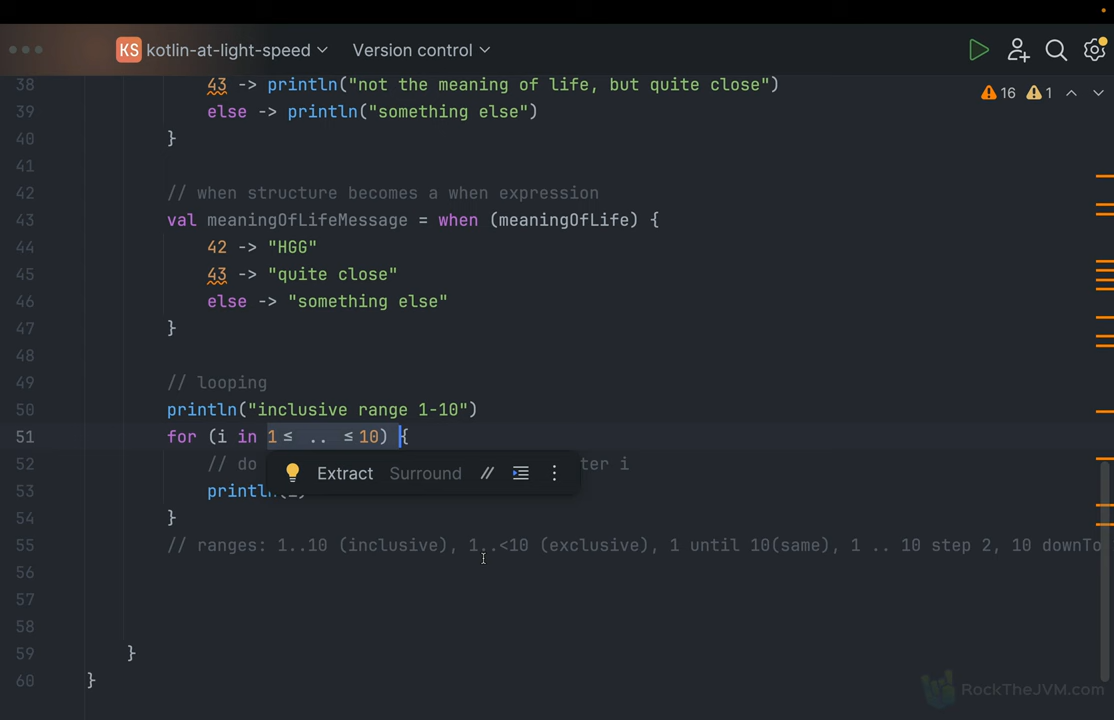 KS kotlin-at-light-speed Version control
38 43 -> println("not the meaning of life, but quite close")
16 1
39 else -> println("something else")
40 }
41
42 // when structure becomes a when expression
43 val meaningOfLifeMessage = when (meaningOfLife) {
44 42 -> "HGG"
45 43 -> "quite close"
46 else -> "something else"
47 }
48
49 // looping
50 println("inclusive range 1-10")
51 for (i in 1≤ .. ≤10) {
52 // do ter i
Extract Surround //
53 println
54 }
55 // ranges: 1..10 (inclusive), 1..<10 (exclusive), 1 until 10(same), 1 .. 10 step 2, 10 downTo
56
57
58
59 }
60 }
RockTheJVM.com